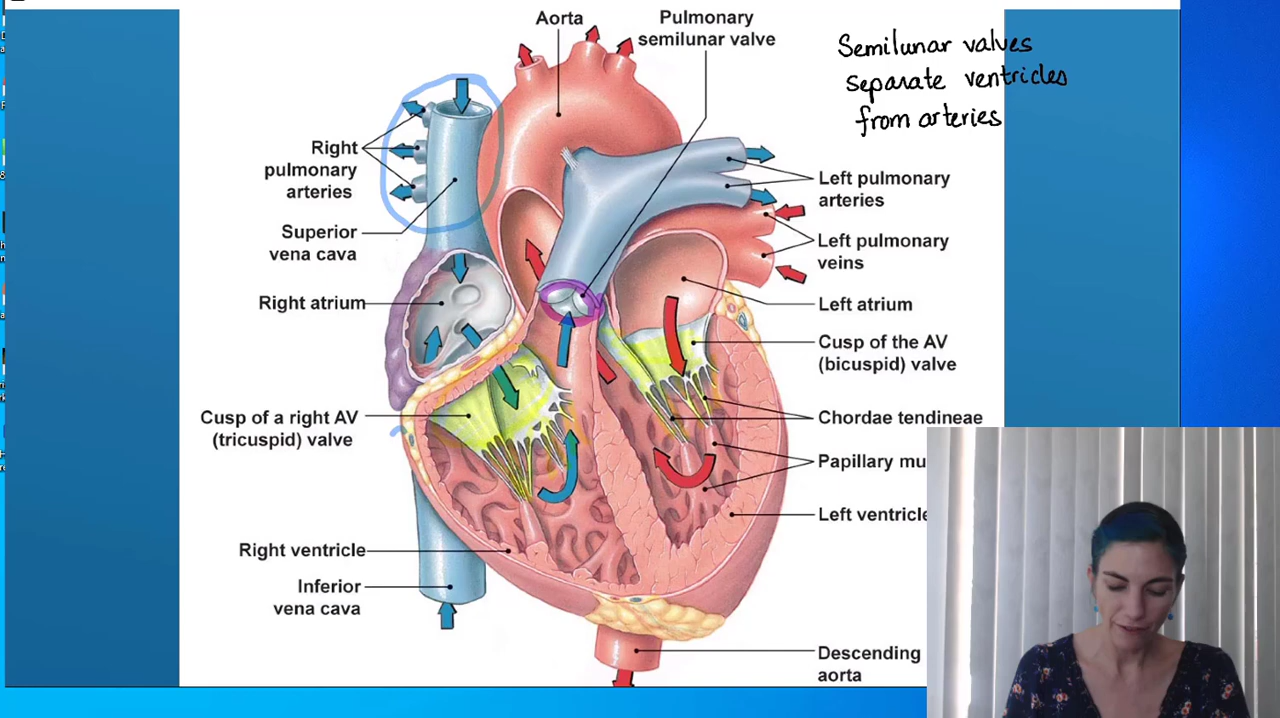 Aorta
Pulmonary
semilunar valve
Semilunar valves
separate ventricles
from arteries
Right
pulmonary
arteries
Superior
vena cava
Right atrium
Cusp of a right AV
(tricuspid) valve
Right ventricle
Inferior
vena cava
Left pulmonary
arteries
Left pulmonary
veins
Left atrium
Cusp of the AV
(bicuspid) valve
Chordae tendineae
Papillary
Left
Descending
aorta